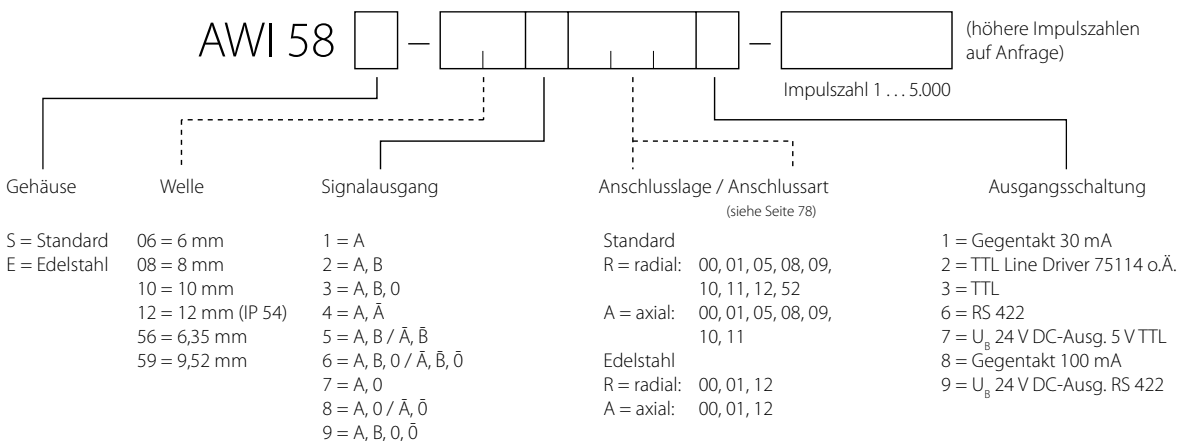 AWI 58 – –
(höhere Impulszahlen
auf Anfrage)
Impulszahl 1 . . . 5.000
Gehäuse
S = Standard
E = Edelstahl
Welle
06 = 6 mm
08 = 8 mm
10 = 10 mm
12 = 12 mm (IP 54)
56 = 6,35 mm
59 = 9,52 mm
Signalausgang
1 = A
2 = A, B
3 = A, B, 0
4 = A, Ā
5 = A, B / Ā, B̄
6 = A, B, 0 / Ā, B̄, 0̄
7 = A, 0
8 = A, 0 / Ā, 0̄
9 = A, B, 0, 0̄
Anschlusslage / Anschlussart
(siehe Seite 78)
Standard
R = radial: 00, 01, 05, 08, 09,
10, 11, 12, 52
A = axial: 00, 01, 05, 08, 09,
10, 11
Edelstahl
R = radial: 00, 01, 12
A = axial: 00, 01, 12
Ausgangsschaltung
1 = Gegentakt 30 mA
2 = TTL Line Driver 75114 o.Ä.
3 = TTL
6 = RS 422
7 = U_B 24 V DC-Ausg. 5 V TTL
8 = Gegentakt 100 mA
9 = U_B 24 V DC-Ausg. RS 422